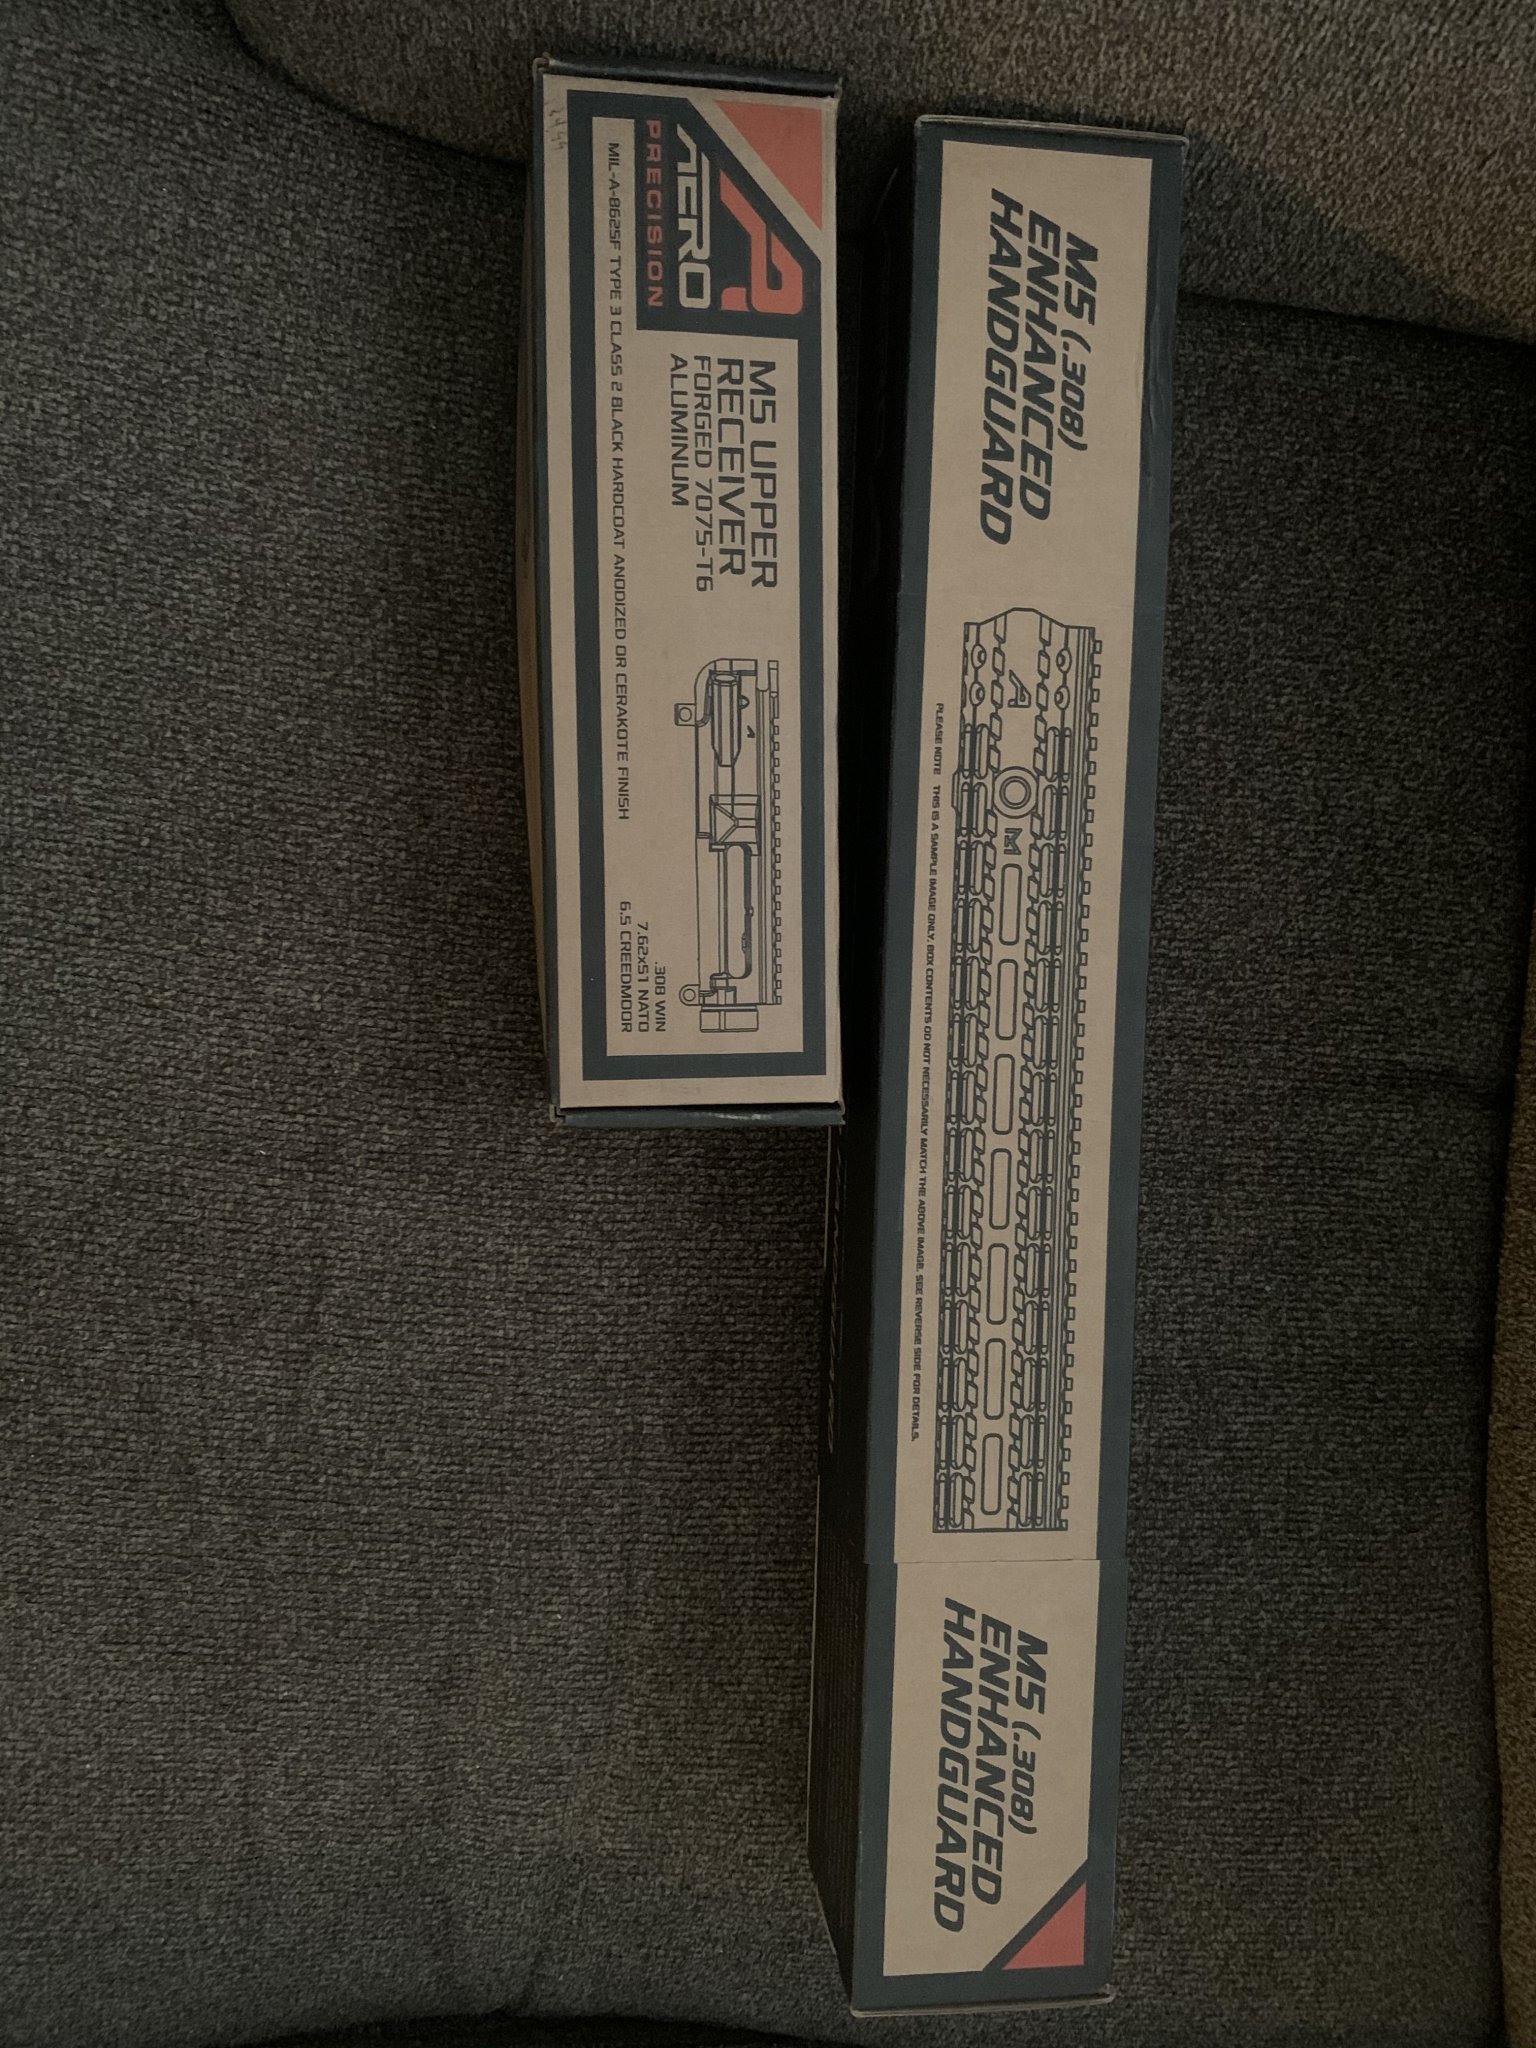 AERO
PRECISION
M5 UPPER
RECEIVER
FORGED 7075-T6
ALUMINUM
MIL-A-8625F TYPE 3 CLASS 2 BLACK HARDCOAT ANODIZED OR CERAKOTE FINISH
.308 WIN
7.62x51 NATO
6.5 CREEDMOOR
M5 (.308)
ENHANCED
HANDGUARD
A
M
PLEASE NOTE THIS IS A SAMPLE IMAGE ONLY. BOX CONTENTS DO NOT NECESSARILY MATCH THE ABOVE IMAGE. SEE REVERSE SIDE FOR DETAILS.
M5 (.308)
ENHANCED
HANDGUARD